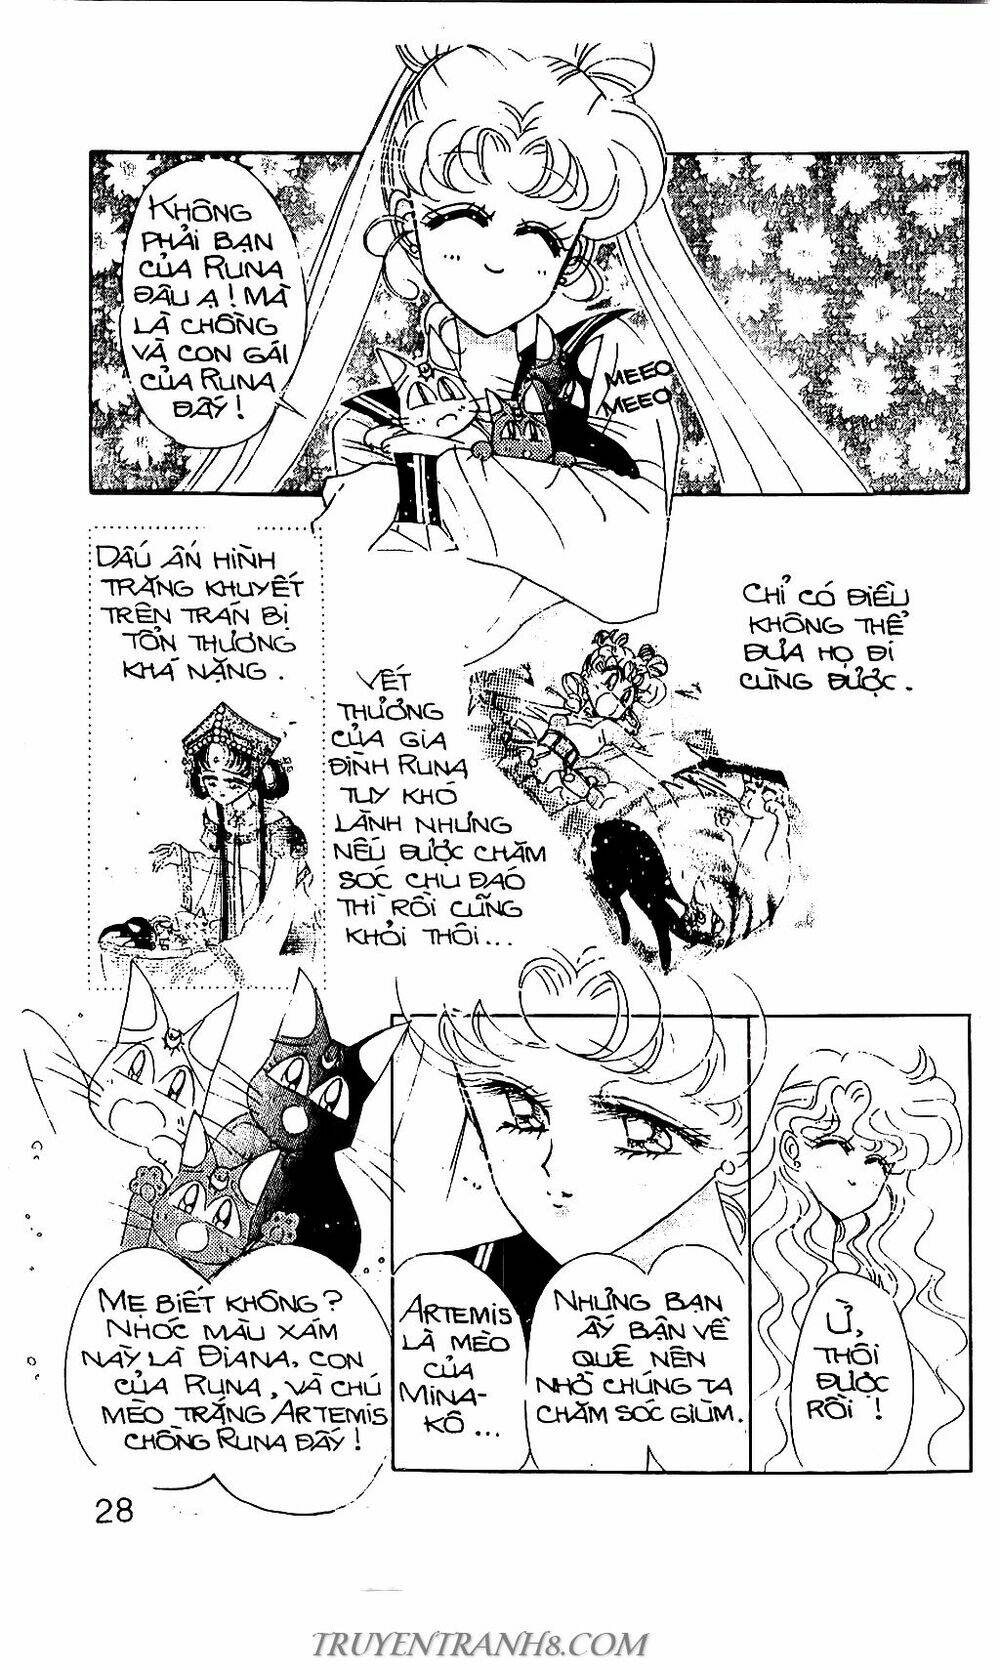 KHÔNG
PHẢI BẠN
CỦA RUNA
ĐÂU Ạ! MÀ
LÀ CHỒNG
VÀ CON GÁI
CỦA RUNA
ĐẤY!
MEEO
MEEO
DẤU ẤN HÌNH
TRĂNG KHUYẾT
TRÊN TRÁN BỊ
TỔN THƯƠNG
KHÁ NẶNG.
VẾT
THƯƠNG
CỦA GIA
ĐÌNH RUNA
TUY KHÓ
LÀNH NHƯNG
NẾU ĐƯỢC CHĂM
SÓC CHU ĐÁO
THÌ RỒI CŨNG
KHỎI THÔI...
CHỈ CÓ ĐIỀU
KHÔNG THỂ
ĐƯA HỌ ĐI
CÙNG ĐƯỢC.
MẸ BIẾT KHÔNG?
NHÓC MÀU XÁM
NÀY LÀ ĐIANA, CON
CỦA RUNA, VÀ CHÚ
MÈO TRẮNG ARTEMIS
CHỒNG RUNA ĐẤY!
ARTEMIS
LÀ MÈO
CỦA
MINA-
KÔ...
NHƯNG BẠN
ẤY BẬN VỀ
QUÊ NÊN
NHỜ CHÚNG TA
CHĂM SÓC GIÙM.
Ừ,
THÔI
ĐƯỢC
RỒI!
28
TRUYENTRANH8.COM